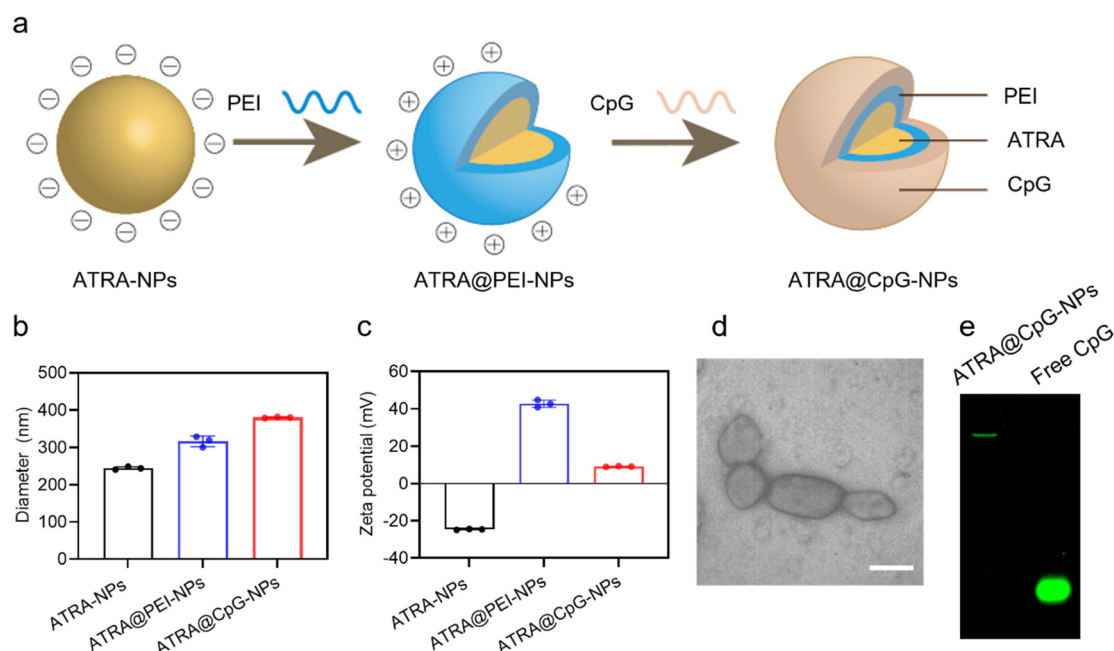 a
PEI
CpG
PEI
ATRA
CpG
ATRA-NPs
ATRA@PEI-NPs
ATRA@CpG-NPs
b
Diameter (nm)
500
400
300
200
100
0
ATRA-NPs
ATRA@PEI-NPs
ATRA@CpG-NPs
c
Zeta potential (mV)
60
40
20
0
-20
-40
ATRA-NPs
ATRA@PEI-NPs
ATRA@CpG-NPs
d
e
ATRA@CpG-NPs
Free CpG